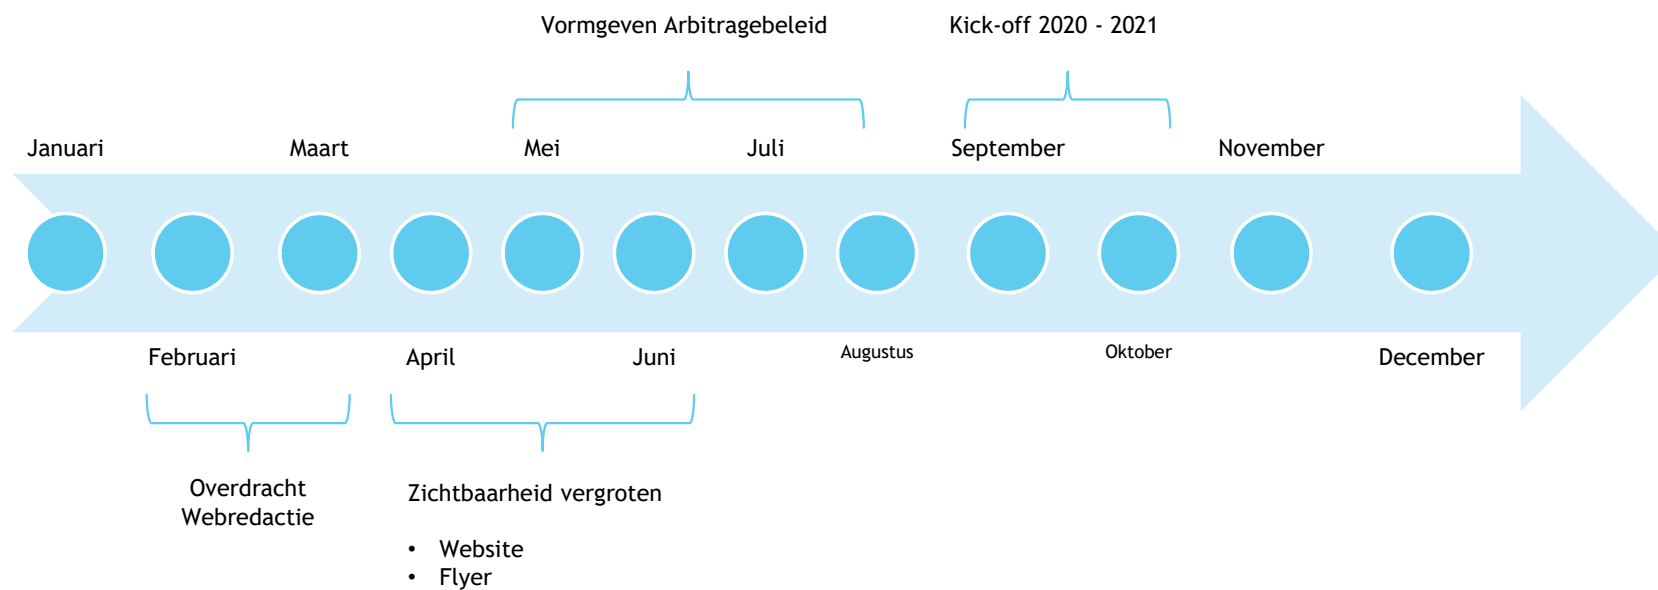 Vormgeven Arbitragebeleid
Kick-off 2020 - 2021
Januari
Maart
Mei
Juli
September
November
Februari
April
Juni
Augustus
Oktober
December
Overdracht
Webredactie
Zichtbaarheid vergroten
• Website
• Flyer